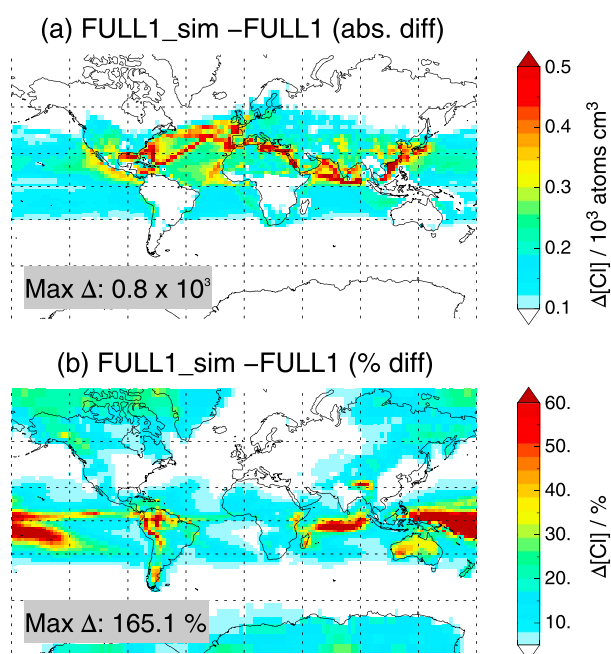 (a) FULL1_sim −FULL1 (abs. diff)
0.5
0.4
0.3
0.2
0.1
Δ[Cl] / 10³ atoms cm³
Max Δ: 0.8 x 10³
(b) FULL1_sim −FULL1 (% diff)
60.
50.
40.
30.
20.
10.
Δ[Cl] / %
Max Δ: 165.1 %